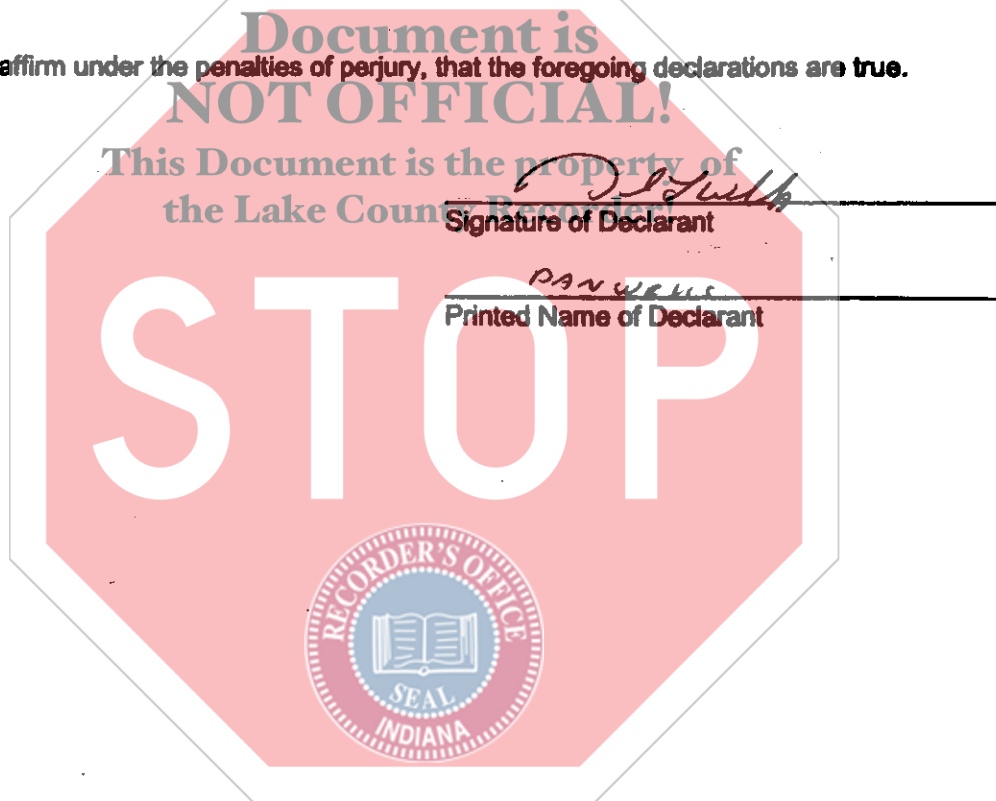 Document is
affirm under the penalties of perjury, that the foregoing declarations are true.
NOT OFFICIAL!
This Document is the property of
the Lake County Recorder!
Signature of Declarant
DAN WELLS
Printed Name of Declarant
STOP
RECORDER'S OFFICE
SEAL
INDIANA